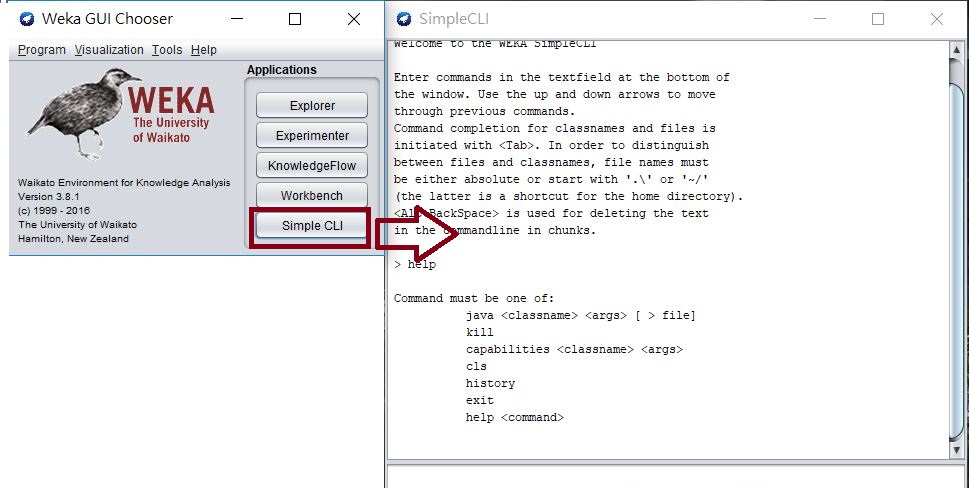 Weka GUI Chooser
Program Visualization Tools Help
WEKA
The University
of Waikato
Waikato Environment for Knowledge Analysis
Version 3.8.1
(c) 1999 - 2016
The University of Waikato
Hamilton, New Zealand
Applications
Explorer
Experimenter
KnowledgeFlow
Workbench
Simple CLI
SimpleCLI
Welcome to the WEKA SimpleCLI
Enter commands in the textfield at the bottom of
the window. Use the up and down arrows to move
through previous commands.
Command completion for classnames and files is
initiated with <Tab>. In order to distinguish
between files and classnames, file names must
be either absolute or start with '.\' or '~/'
(the latter is a shortcut for the home directory).
<Alt+BackSpace> is used for deleting the text
in the commandline in chunks.
> help
Command must be one of:
java <classname> <args> [ > file]
kill
capabilities <classname> <args>
cls
history
exit
help <command>